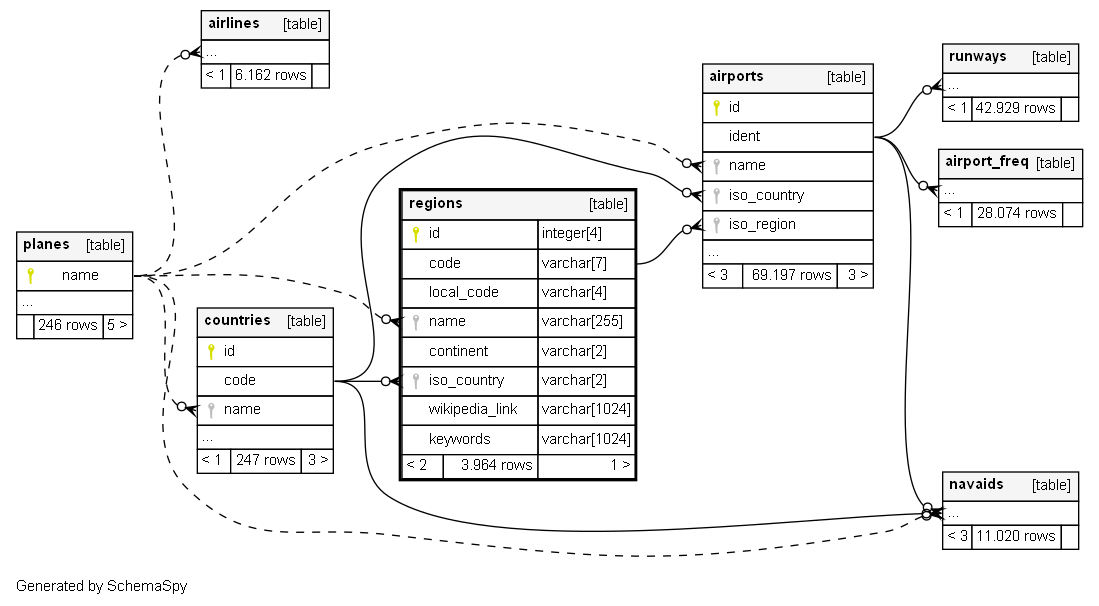 airlines [table]
...
< 1 6.162 rows
runways [table]
...
< 1 42.929 rows
airports [table]
id
ident
name
iso_country
iso_region
...
< 3 69.197 rows 3 >
airport_freq [table]
...
< 1 28.074 rows
regions [table]
id integer[4]
code varchar[7]
local_code varchar[4]
name varchar[255]
continent varchar[2]
iso_country varchar[2]
wikipedia_link varchar[1024]
keywords varchar[1024]
< 2 3.964 rows 1 >
planes [table]
name
...
246 rows 5 >
countries [table]
id
code
name
...
< 1 247 rows 3 >
navaids [table]
...
< 3 11.020 rows
Generated by SchemaSpy